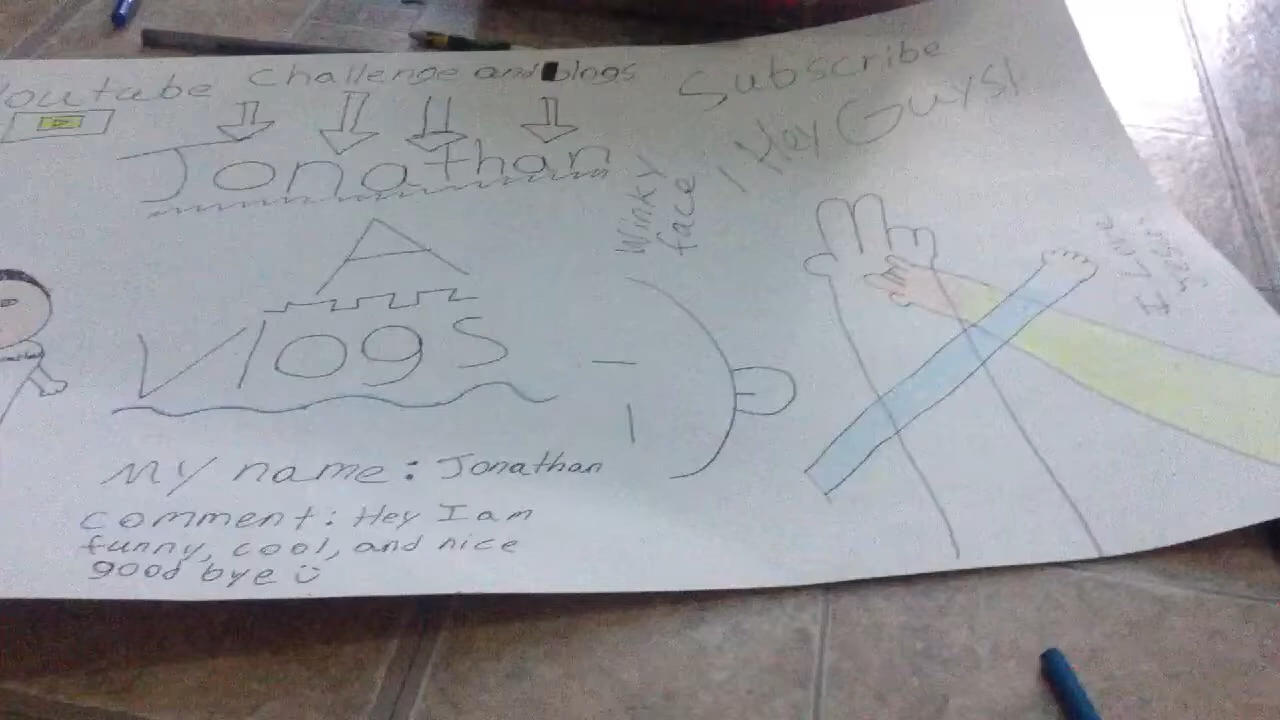 Youtube Challenge and blogs
Subscribe
Hey Guys!
Jonathan
Winky
face
A
Vlogs
My name: Jonathan
comment: Hey I am
funny, cool, and nice
good bye
I Love